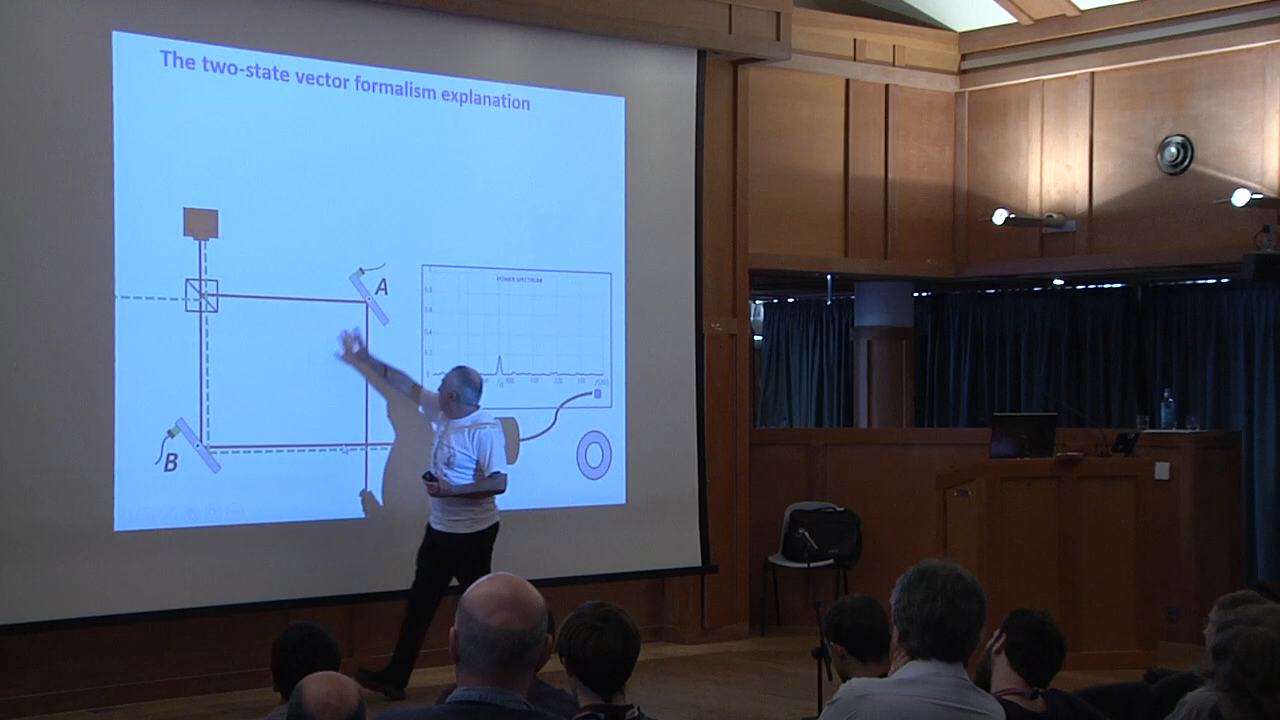 The two-state vector formalism explanation
A
POWER SPECTRUM
B